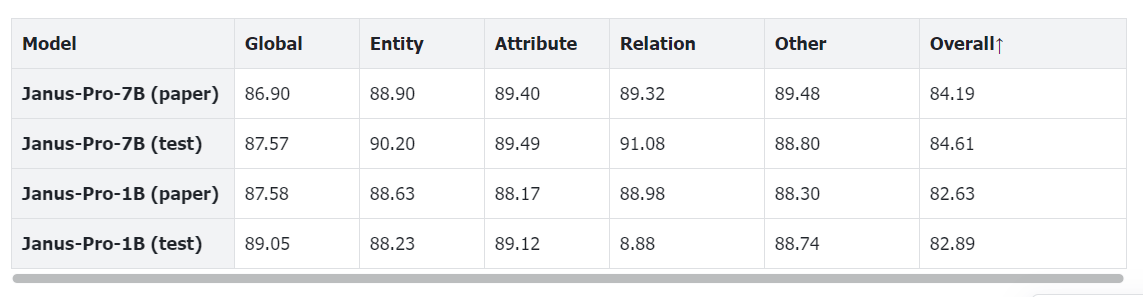 Model Global Entity Attribute Relation Other Overall↑
Janus-Pro-7B (paper) 86.90 88.90 89.40 89.32 89.48 84.19
Janus-Pro-7B (test) 87.57 90.20 89.49 91.08 88.80 84.61
Janus-Pro-1B (paper) 87.58 88.63 88.17 88.98 88.30 82.63
Janus-Pro-1B (test) 89.05 88.23 89.12 8.88 88.74 82.89